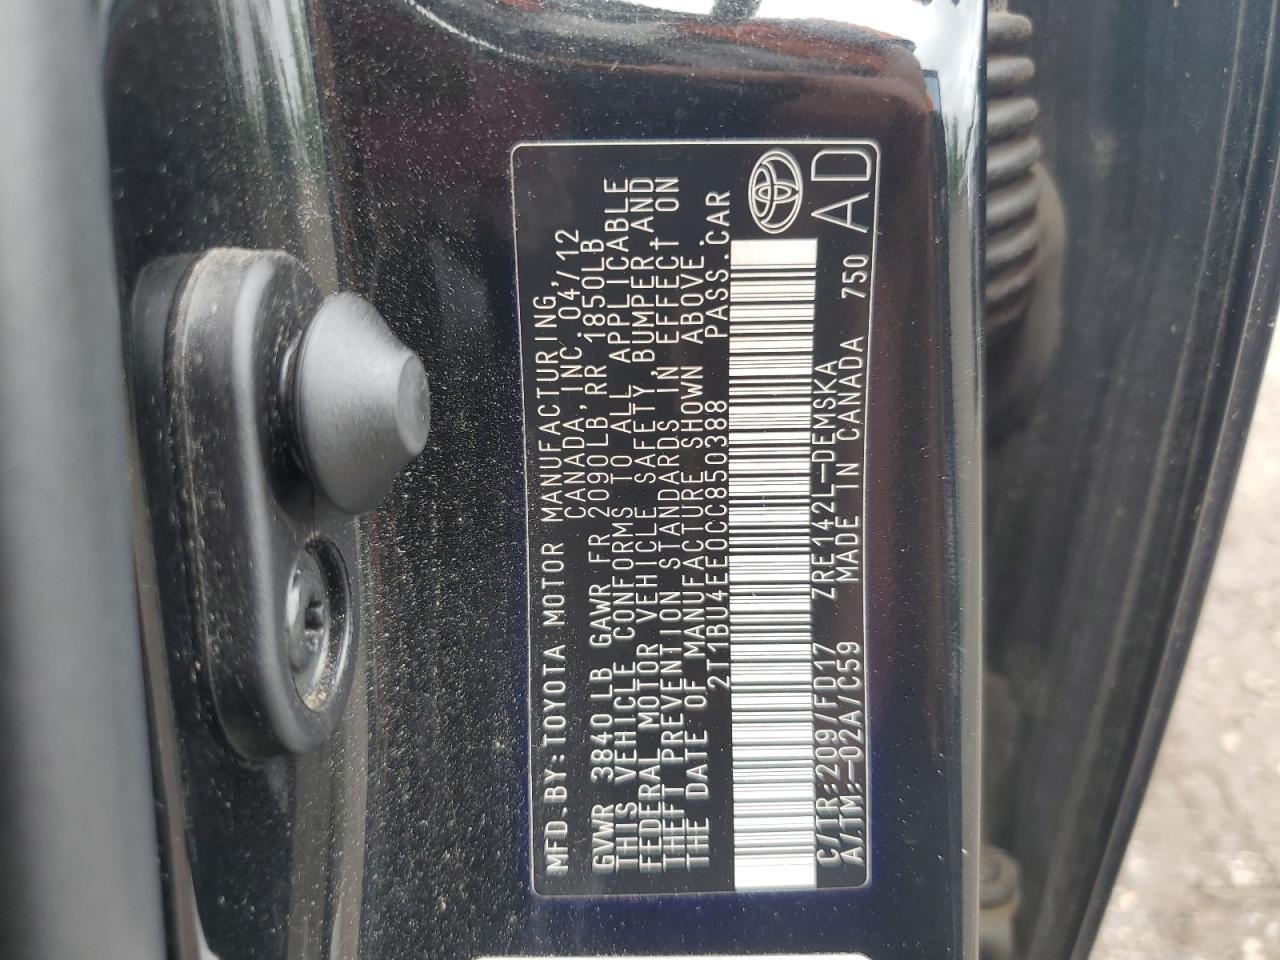 MFD.BY:TOYOTA MOTOR MANUFACTURING
CANADA, INC. 04/12
GVWR 3840LB GAWR FR 2090LB RR 1850LB
THIS VEHICLE CONFORMS TO ALL APPLICABLE
FEDERAL MOTOR VEHICLE SAFETY, BUMPER, AND
THEFT PREVENTION STANDARDS IN EFFECT ON
THE DATE OF MANUFACTURE SHOWN ABOVE.
2T1BU4EE0CC850388 PASS.CAR
C/TR:209/FD17 ZRE142L-DEMSKA
A/TM:-02A/C59 MADE IN CANADA 750
AD